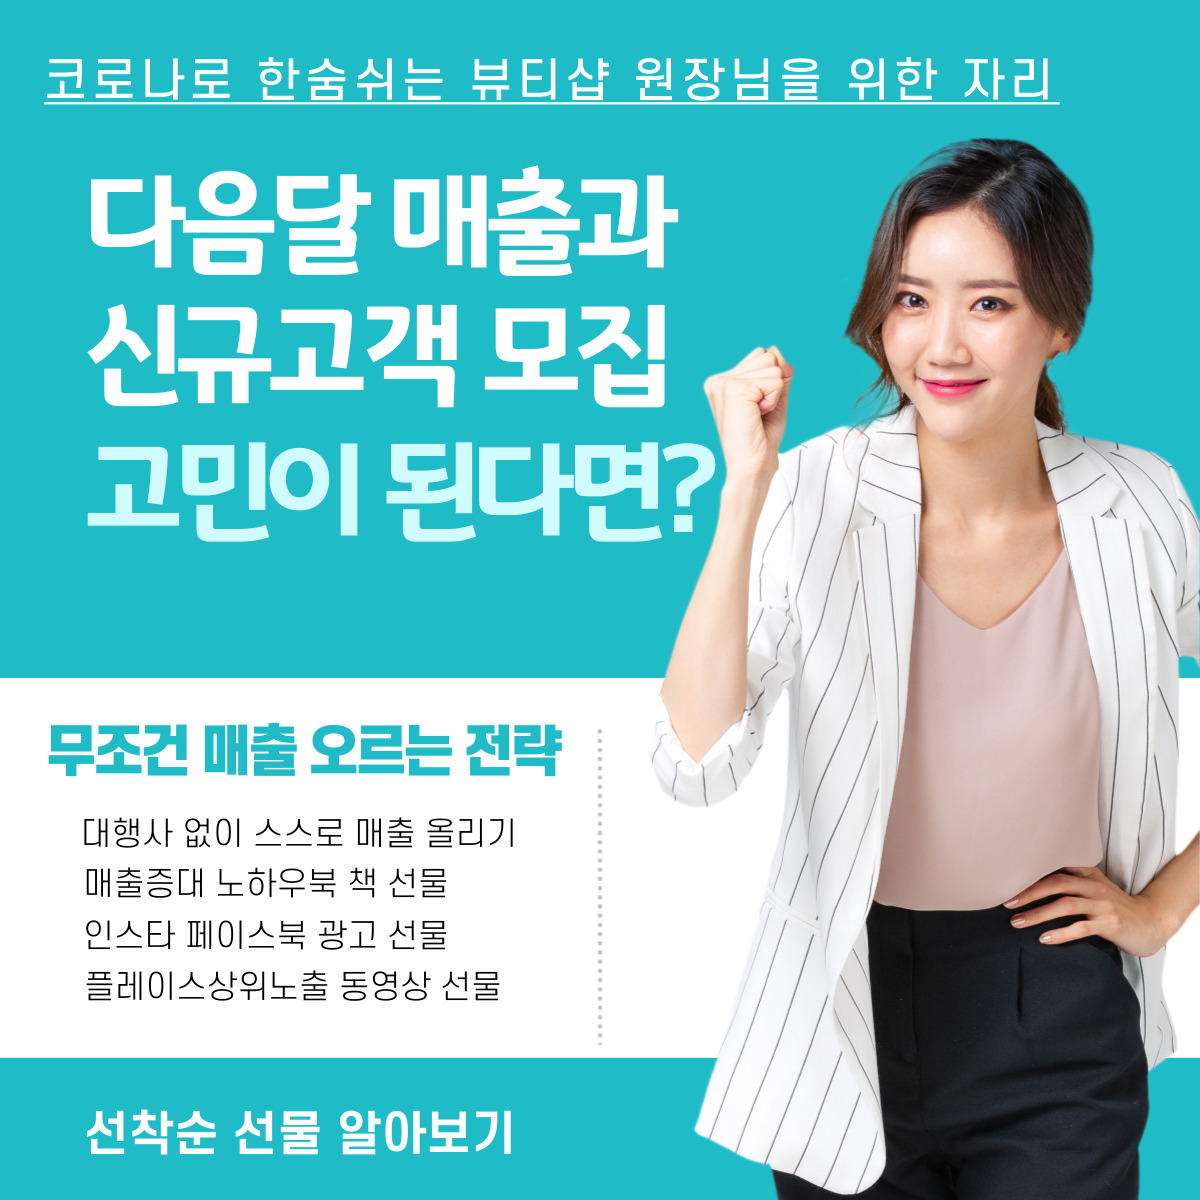 코로나로 한숨쉬는 뷰티샵 원장님을 위한 자리
다음달 매출과
신규고객 모집
고민이 된다면?
무조건 매출 오르는 전략
대행사 없이 스스로 매출 올리기
매출증대 노하우북 책 선물
인스타 페이스북 광고 선물
플레이스상위노출 동영상 선물
선착순 선물 알아보기